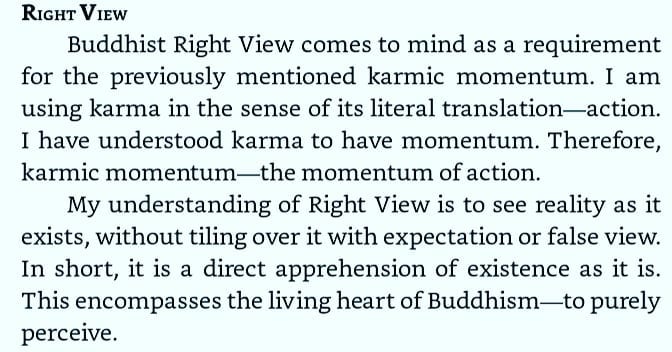 Right View
Buddhist Right View comes to mind as a requirement
for the previously mentioned karmic momentum. I am
using karma in the sense of its literal translation—action.
I have understood karma to have momentum. Therefore,
karmic momentum—the momentum of action.
My understanding of Right View is to see reality as it
exists, without tiling over it with expectation or false view.
In short, it is a direct apprehension of existence as it is.
This encompasses the living heart of Buddhism—to purely
perceive.